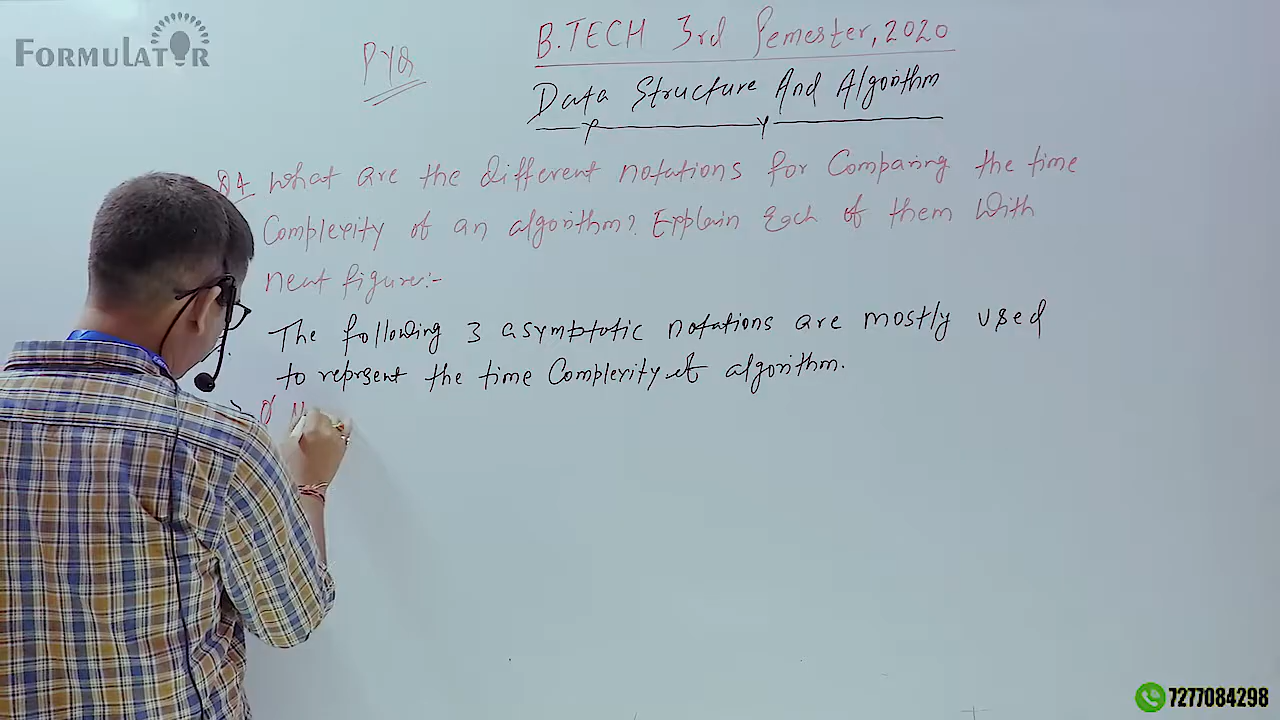 FORMULATOR
PYQ
B.TECH 3rd Semester, 2020
Data Structure And Algorithm
Q1 What are the different notations for Comparing the time
Complexity of an algorithm? Explain Each of them With
neat figure:-
The following 3 asymptotic notations are mostly used
to represent the time Complexity of algorithm.
7277084298